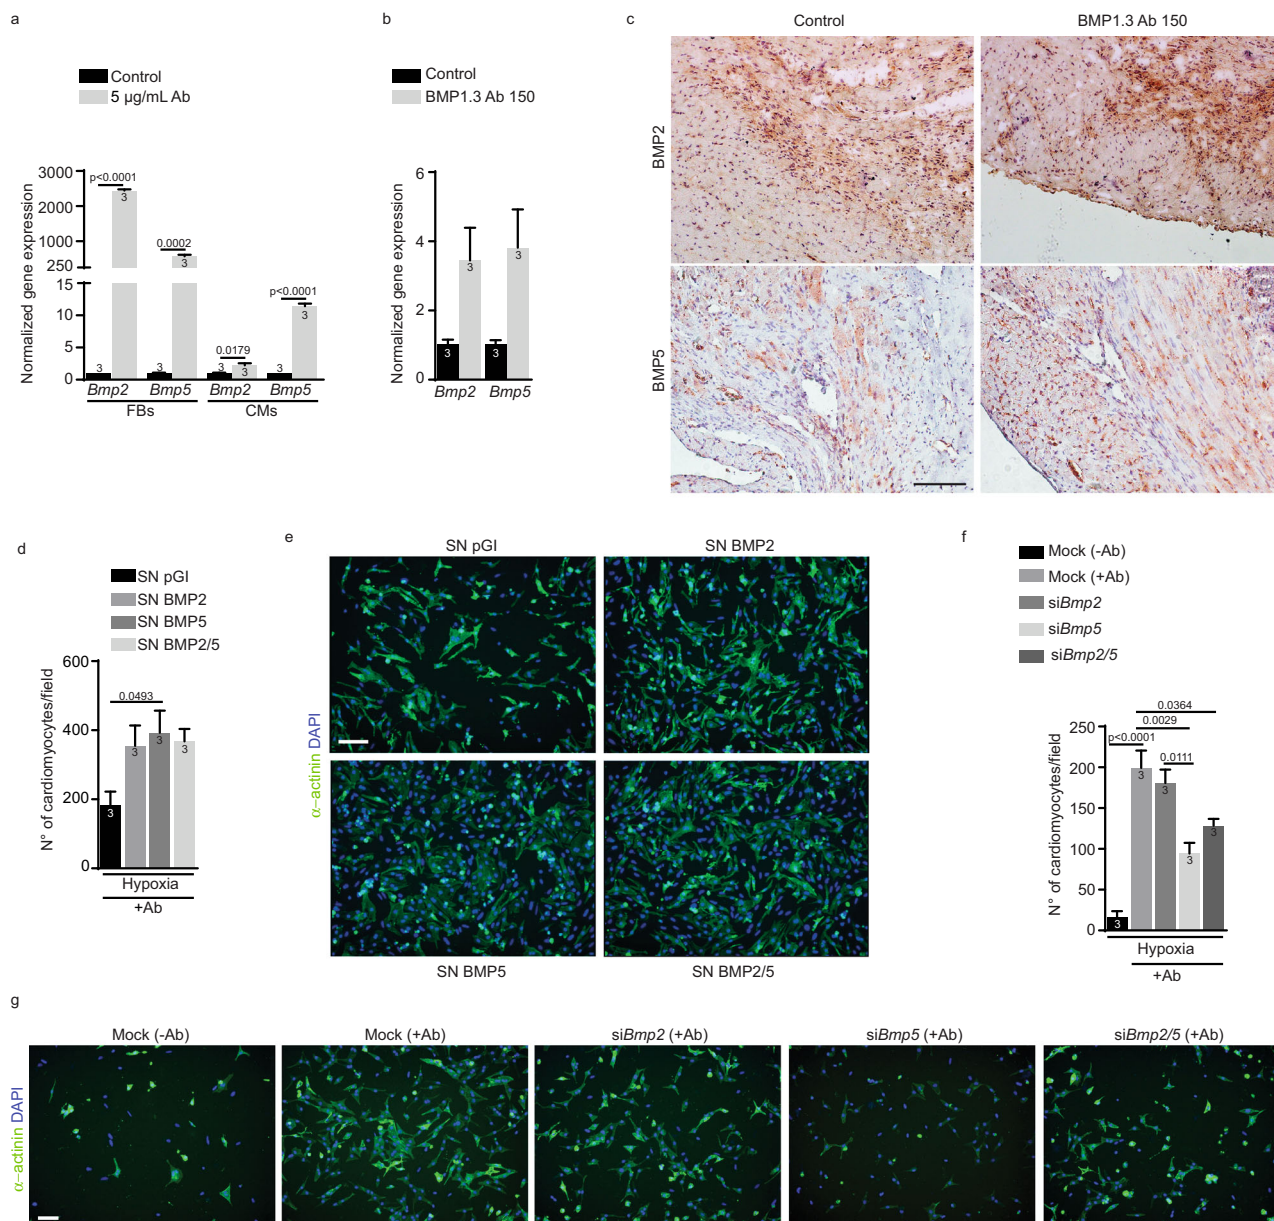 a
Control
5 µg/mL Ab
Normalized gene expression
3000
2000
1000
250
15
10
5
0
p<0.0001
0.0002
0.0179
p<0.0001
3
3
3
3
3
3
3
3
Bmp2
Bmp5
Bmp2
Bmp5
FBs
CMs
b
Control
BMP1.3 Ab 150
Normalized gene expression
6
4
2
0
3
3
3
3
Bmp2
Bmp5
c
Control
BMP1.3 Ab 150
BMP2
BMP5
d
SN pGI
SN BMP2
SN BMP5
SN BMP2/5
N° of cardiomyocytes/field
600
400
200
0
0.0493
3
3
3
3
Hypoxia
+Ab
e
SN pGI
SN BMP2
α−actinin DAPI
SN BMP5
SN BMP2/5
f
Mock (-Ab)
Mock (+Ab)
siBmp2
siBmp5
siBmp2/5
N° of cardiomyocytes/field
250
200
150
100
50
0
0.0364
0.0029
p<0.0001
0.0111
3
3
3
3
3
Hypoxia
+Ab
g
Mock (-Ab)
Mock (+Ab)
siBmp2 (+Ab)
siBmp5 (+Ab)
siBmp2/5 (+Ab)
α−actinin DAPI